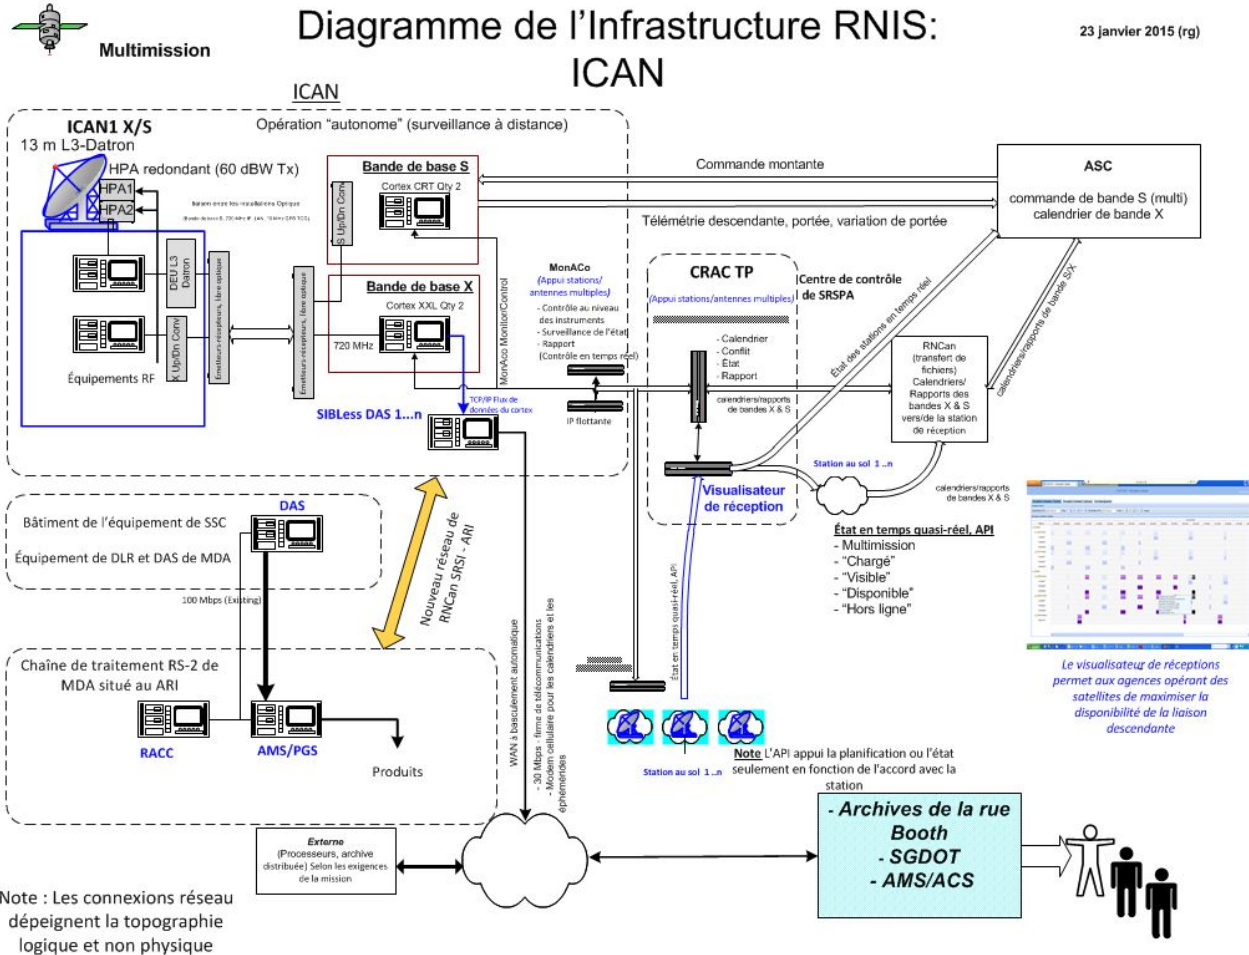 Diagramme de l'Infrastructure RNIS:
ICAN
23 janvier 2015 (rg)
Multimission
ICAN
ICAN1 X/S
13 m L3-Datron
Opération "autonome" (surveillance à distance)
HPA redondant (60 dBW Tx)
HPA1
HPA2
liaison entre les installations Optique
DEU L3
Datron
X Up/Dn Conv
Équipements RF
Émetteurs-récepteurs, fibre optique
Émetteurs-récepteurs, fibre optique
S Up/Dn Conv
Bande de base S
Cortex CRT Qty 2
Bande de base X
Cortex XXL Qty 2
720 MHz
MonAco Monitor/Control
TCP/IP Flux de
données du cortex
SIBLess DAS 1...n
MonACo
(Appui stations/
antennes multiples)
- Contrôle au niveau
des instruments
- Surveillance de l'état
- Rapport
(Contrôle en temps réel)
IP flottante
Commande montante
Télémétrie descendante, portée, variation de portée
ASC
commande de bande S (multi)
calendrier de bande X
CRAC TP
(Appui stations/antennes multiples)
- Calendrier
- Conflit
- État
- Rapport
Centre de contrôle
de SRSPA
calendriers/rapports
de bandes X & S
État des stations en temps réel
calendriers/rapports de bande S/X
RNCan
(transfert de
fichiers)
Calendriers/
Rapports des
bandes X & S
vers/de la station
de réception
Visualisateur
de réception
Station au sol 1 ..n
calendriers/rapports
de bandes X & S
État en temps quasi-réel, API
- Multimission
- "Chargé"
- "Visible"
- "Disponible"
- "Hors ligne"
Le visualisateur de réceptions
permet aux agences opérant des
satellites de maximiser la
disponibilité de la liaison
descendante
DAS
Bâtiment de l'équipement de SSC
Équipement de DLR et DAS de MDA
100 Mbps (Existing)
Nouveau réseau de
RNCan SRSI - ARI
Chaîne de traitement RS-2 de
MDA situé au ARI
RACC
AMS/PGS
Produits
WAN à basculement automatique
- 30 Mbps - firme de télécommunications
- Modem cellulaire pour les calendriers et les
éphémérides
État en temps quasi-réel, API
Station au sol 1 ..n
Note L'API appui la planification ou l'état
seulement en fonction de l'accord avec la
station
Externe
(Processeurs, archive
distribuée) Selon les exigences
de la mission
- Archives de la rue
Booth
- SGDOT
- AMS/ACS
Note : Les connexions réseau
dépeignent la topographie
logique et non physique